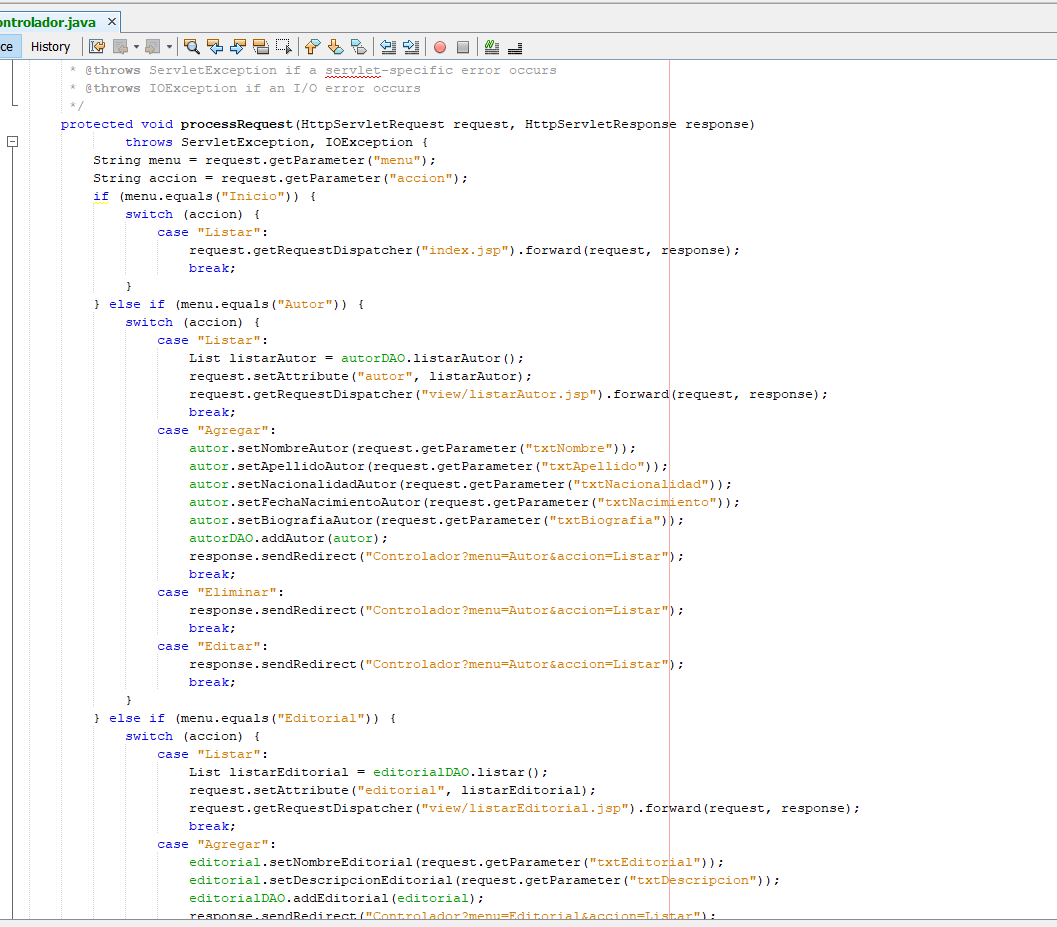 ontrolador.java
ce History
* @throws ServletException if a servlet-specific error occurs
* @throws IOException if an I/O error occurs
*/
protected void processRequest(HttpServletRequest request, HttpServletResponse response)
throws ServletException, IOException {
String menu = request.getParameter("menu");
String accion = request.getParameter("accion");
if (menu.equals("Inicio")) {
switch (accion) {
case "Listar":
request.getRequestDispatcher("index.jsp").forward(request, response);
break;
}
} else if (menu.equals("Autor")) {
switch (accion) {
case "Listar":
List listarAutor = autorDAO.listarAutor();
request.setAttribute("autor", listarAutor);
request.getRequestDispatcher("view/listarAutor.jsp").forward(request, response);
break;
case "Agregar":
autor.setNombreAutor(request.getParameter("txtNombre"));
autor.setApellidoAutor(request.getParameter("txtApellido"));
autor.setNacionalidadAutor(request.getParameter("txtNacionalidad"));
autor.setFechaNacimientoAutor(request.getParameter("txtNacimiento"));
autor.setBiografiaAutor(request.getParameter("txtBiografia"));
autorDAO.addAutor(autor);
response.sendRedirect("Controlador?menu=Autor&accion=Listar");
break;
case "Eliminar":
response.sendRedirect("Controlador?menu=Autor&accion=Listar");
break;
case "Editar":
response.sendRedirect("Controlador?menu=Autor&accion=Listar");
break;
}
} else if (menu.equals("Editorial")) {
switch (accion) {
case "Listar":
List listarEditorial = editorialDAO.listar();
request.setAttribute("editorial", listarEditorial);
request.getRequestDispatcher("view/listarEditorial.jsp").forward(request, response);
break;
case "Agregar":
editorial.setNombreEditorial(request.getParameter("txtEditorial"));
editorial.setDescripcionEditorial(request.getParameter("txtDescripcion"));
editorialDAO.addEditorial(editorial);
response.sendRedirect("Controlador?menu=Editorial&accion=Listar");